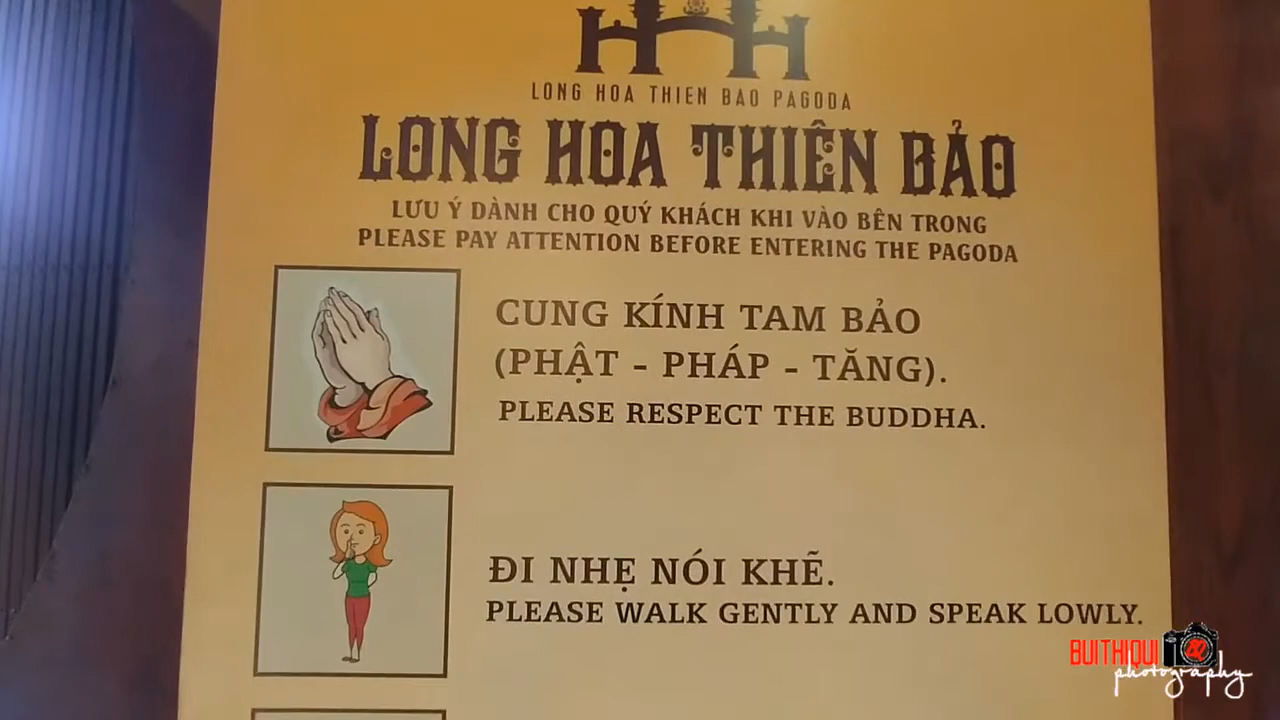 LONG HOA THIEN BAO PAGODA
LONG HOA THIÊN BẢO
LƯU Ý DÀNH CHO QUÝ KHÁCH KHI VÀO BÊN TRONG
PLEASE PAY ATTENTION BEFORE ENTERING THE PAGODA
CUNG KÍNH TAM BẢO
(PHẬT - PHÁP - TĂNG).
PLEASE RESPECT THE BUDDHA.
ĐI NHẸ NÓI KHẼ.
PLEASE WALK GENTLY AND SPEAK LOWLY.
BUITHIQUI
photography